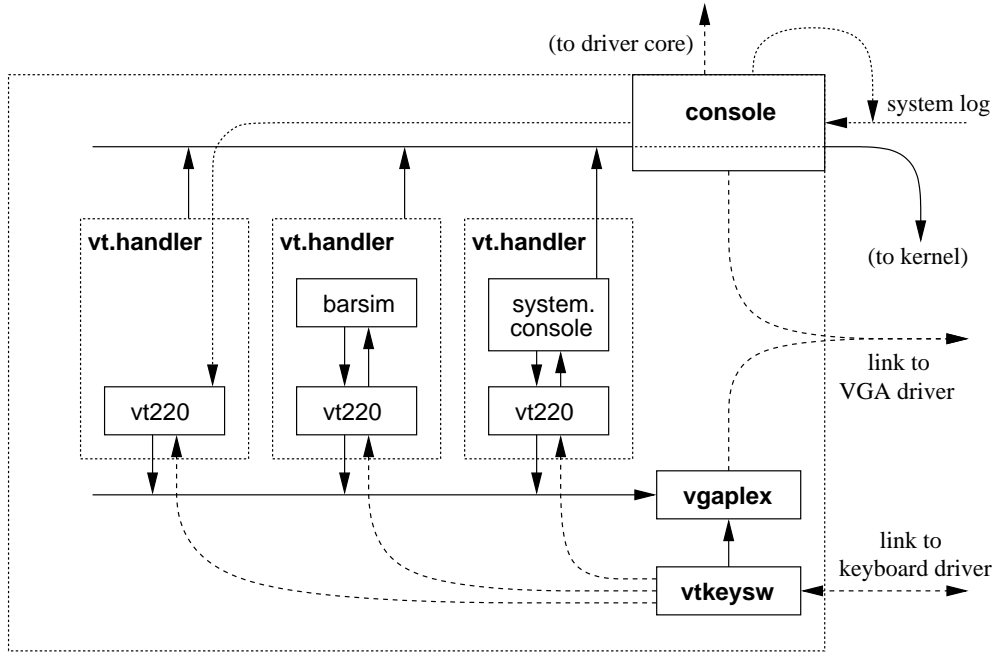 (to driver core)
console
system log
vt.handler
vt.handler
vt.handler
(to kernel)
barsim
system.
console
link to
VGA driver
vt220
vt220
vt220
vgaplex
link to
keyboard driver
vtkeysw